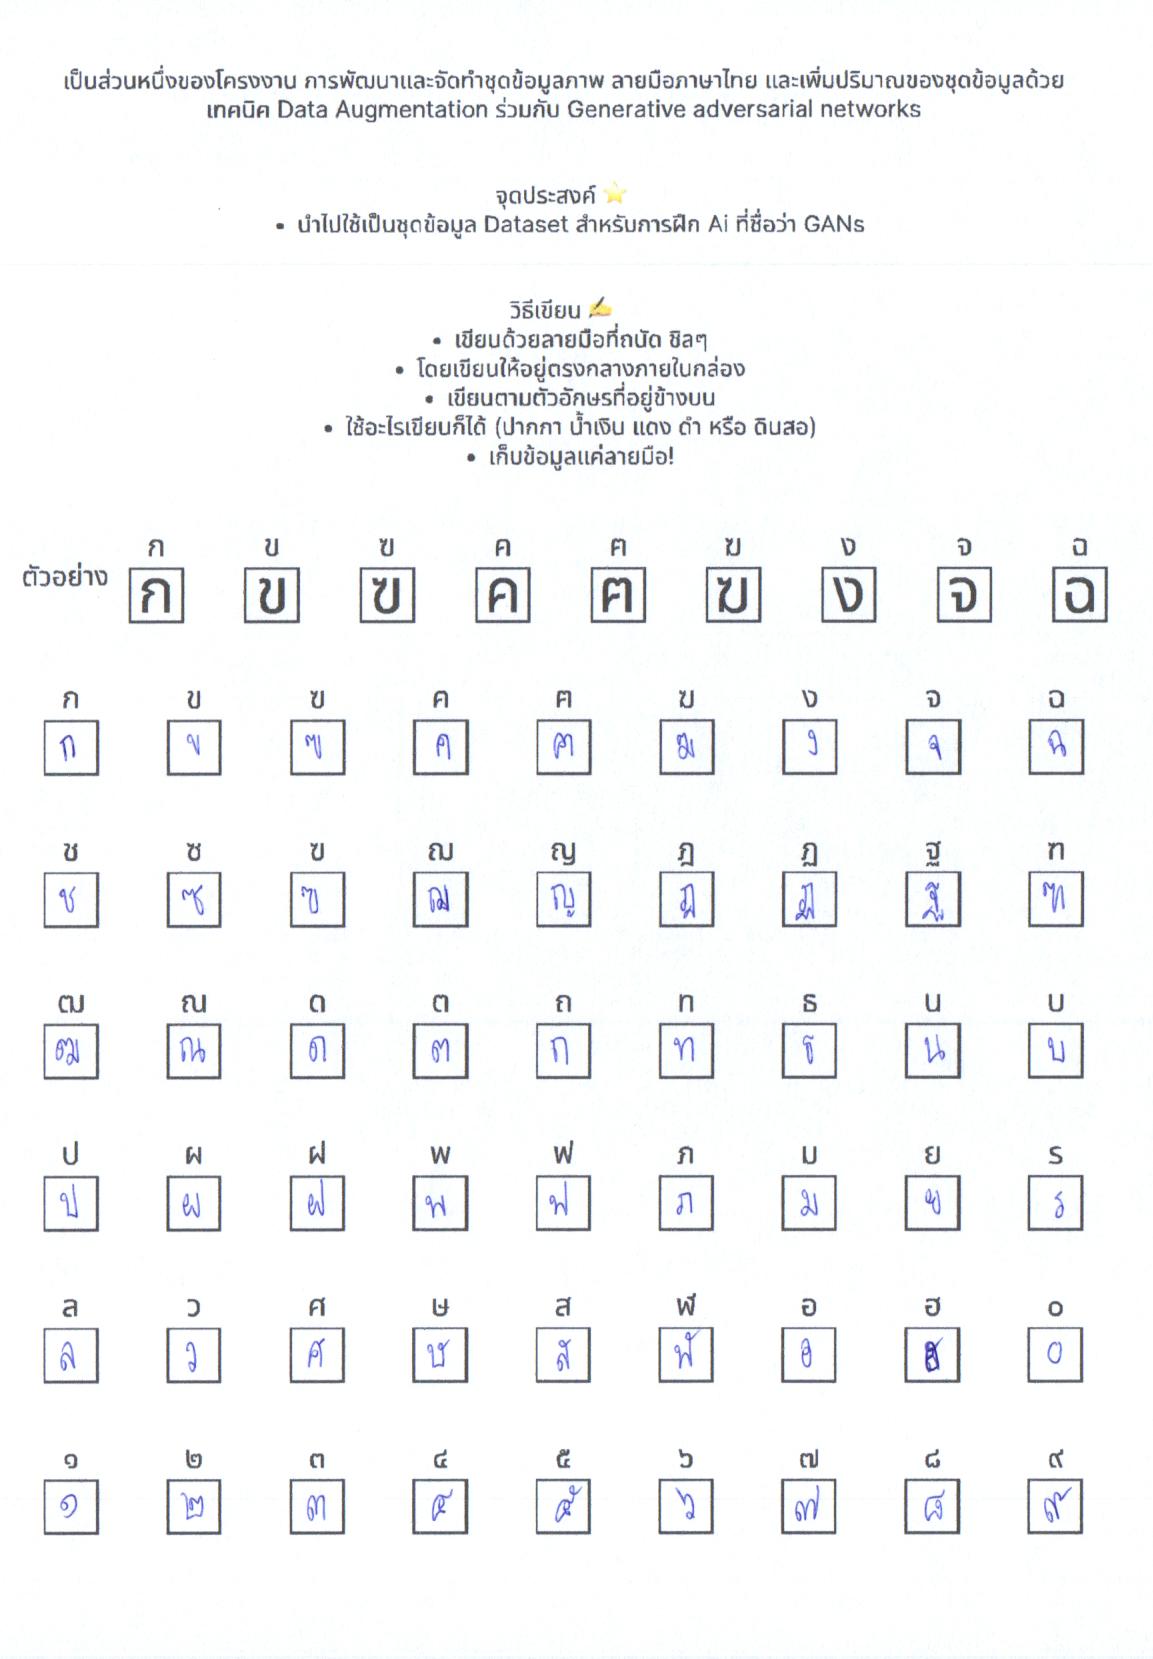 เป็นส่วนหนึ่งของโครงงาน การพัฒนาและจัดทำชุดข้อมูลภาพ ลายมือภาษาไทย และเพิ่มปริมาณของชุดข้อมูลด้วย
เทคนิค Data Augmentation ร่วมกับ Generative adversarial networks
จุดประสงค์ ⭐
• นำไปใช้เป็นชุดข้อมูล Dataset สำหรับการฝึก Ai ที่ชื่อว่า GANs
วิธีเขียน ✍
• เขียนด้วยลายมือที่ถนัด ชิลๆ
• โดยเขียนให้อยู่ตรงกลางภายในกล่อง
• เขียนตามตัวอักษรที่อยู่ข้างบน
• ใช้อะไรเขียนก็ได้ (ปากกา น้ำเงิน แดง ดำ หรือ ดินสอ)
• เก็บข้อมูลแค่ลายมือ!
ก ข ฃ ค ฅ ฆ ง จ ฉ
ตัวอย่าง ก ข ฃ ค ฅ ฆ ง จ ฉ
ก ข ฃ ค ฅ ฆ ง จ ฉ
ก ข ฃ ค ฅ ฆ ง จ ฉ
ช ซ ฃ ฌ ญ ฎ ฏ ฐ ฑ
ช ซ ฃ ฌ ญ ฎ ฏ ฐ ฑ
ฒ ณ ด ต ถ ท ธ น บ
ฒ ณ ด ต ถ ท ธ น บ
ป ผ ฝ พ ฟ ภ ม ย ร
ป ผ ฝ พ ฟ ภ ม ย ร
ล ว ศ ษ ส ฬ อ ฮ ๐
ล ว ศ ษ ส ฬ อ ฮ ๐
๑ ๒ ๓ ๔ ๕ ๖ ๗ ๘ ๙
๑ ๒ ๓ ๔ ๕ ๖ ๗ ๘ ๙